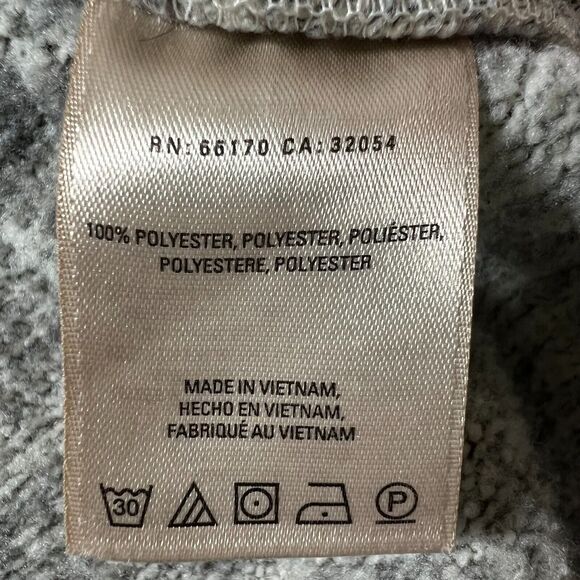 RN: 66170 CA: 32054
100% POLYESTER, POLYESTER, POLIÉSTER,
POLYESTERE, POLYESTER
MADE IN VIETNAM,
HECHO EN VIETNAM,
FABRIQUÉ AU VIETNAM
30 P